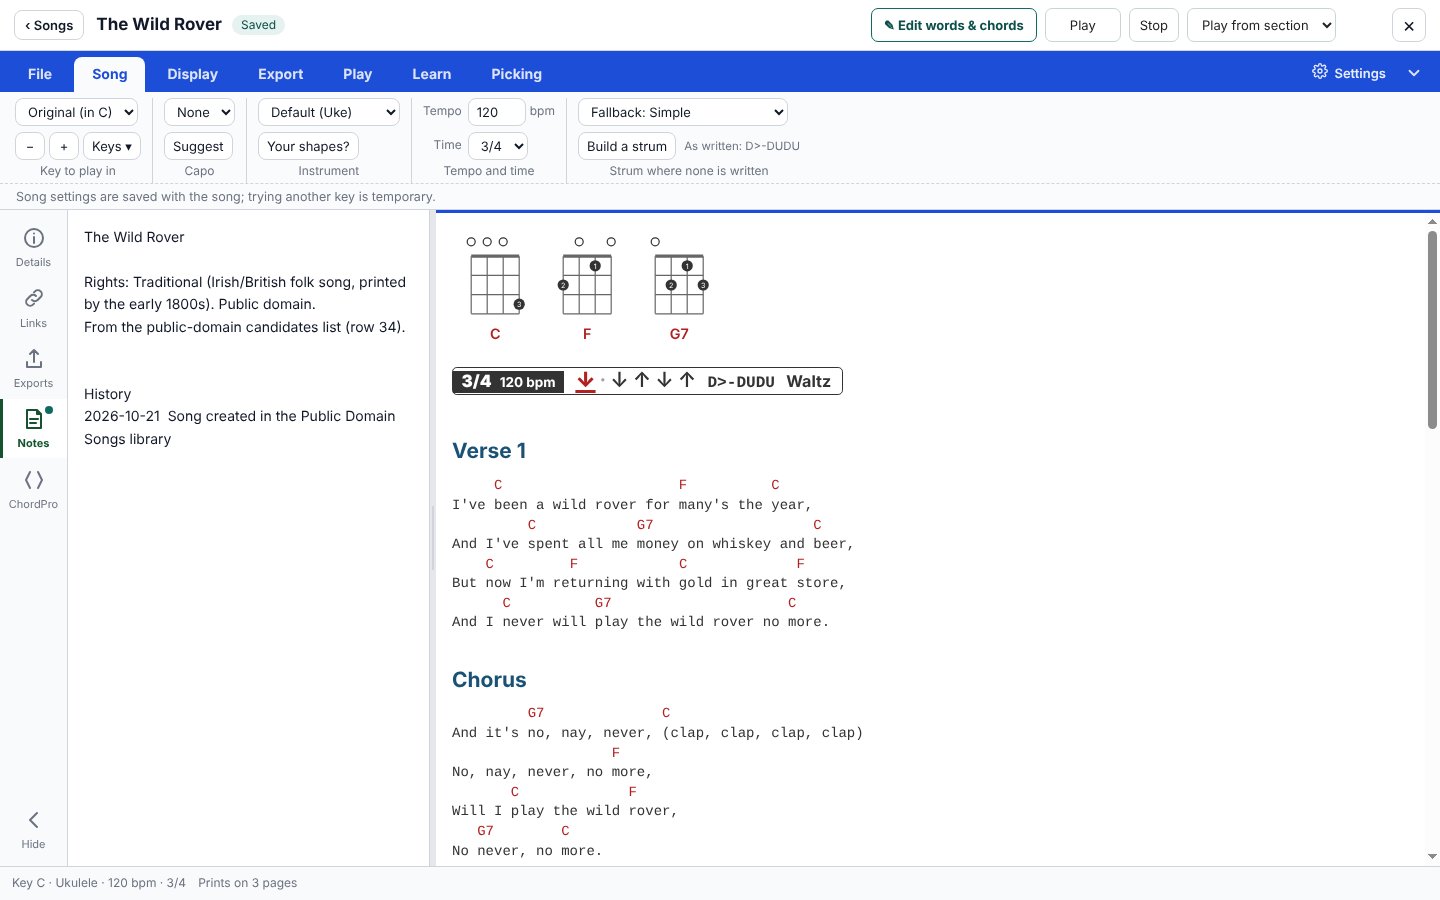 ‹ Songs The Wild Rover Saved ✎ Edit words & chords Play Stop Play from section ×
File Song Display Export Play Learn Picking Settings
Original (in C) None Default (Uke) Tempo 120 bpm Fallback: Simple
− + Keys ▾ Suggest Your shapes? Time 3/4 Build a strum As written: D>-DUDU
Key to play in Capo Instrument Tempo and time Strum where none is written
Song settings are saved with the song; trying another key is temporary.
Details
Links
Exports
Notes
ChordPro
Hide
The Wild Rover
Rights: Traditional (Irish/British folk song, printed
by the early 1800s). Public domain.
From the public-domain candidates list (row 34).
History
2026-10-21 Song created in the Public Domain
Songs library
1 1
2 2 3
3
C F G7
3/4 120 bpm ↓ · ↓ ↑ ↓ ↑ D>-DUDU Waltz
Verse 1
C F C
I've been a wild rover for many's the year,
C G7 C
And I've spent all me money on whiskey and beer,
C F C F
But now I'm returning with gold in great store,
C G7 C
And I never will play the wild rover no more.
Chorus
G7 C
And it's no, nay, never, (clap, clap, clap, clap)
F
No, nay, never, no more,
C F
Will I play the wild rover,
G7 C
No never, no more.
Key C · Ukulele · 120 bpm · 3/4 Prints on 3 pages